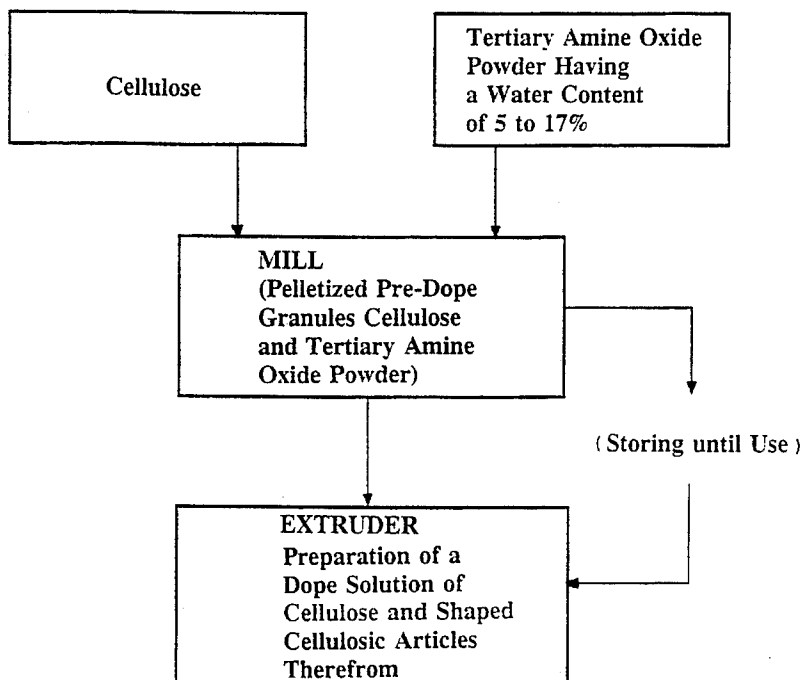 Cellulose
Tertiary Amine Oxide
Powder Having
a Water Content
of 5 to 17%
MILL
(Pelletized Pre-Dope
Granules Cellulose
and Tertiary Amine
Oxide Powder)
(Storing until Use)
EXTRUDER
Preparation of a
Dope Solution of
Cellulose and Shaped
Cellulosic Articles
Therefrom